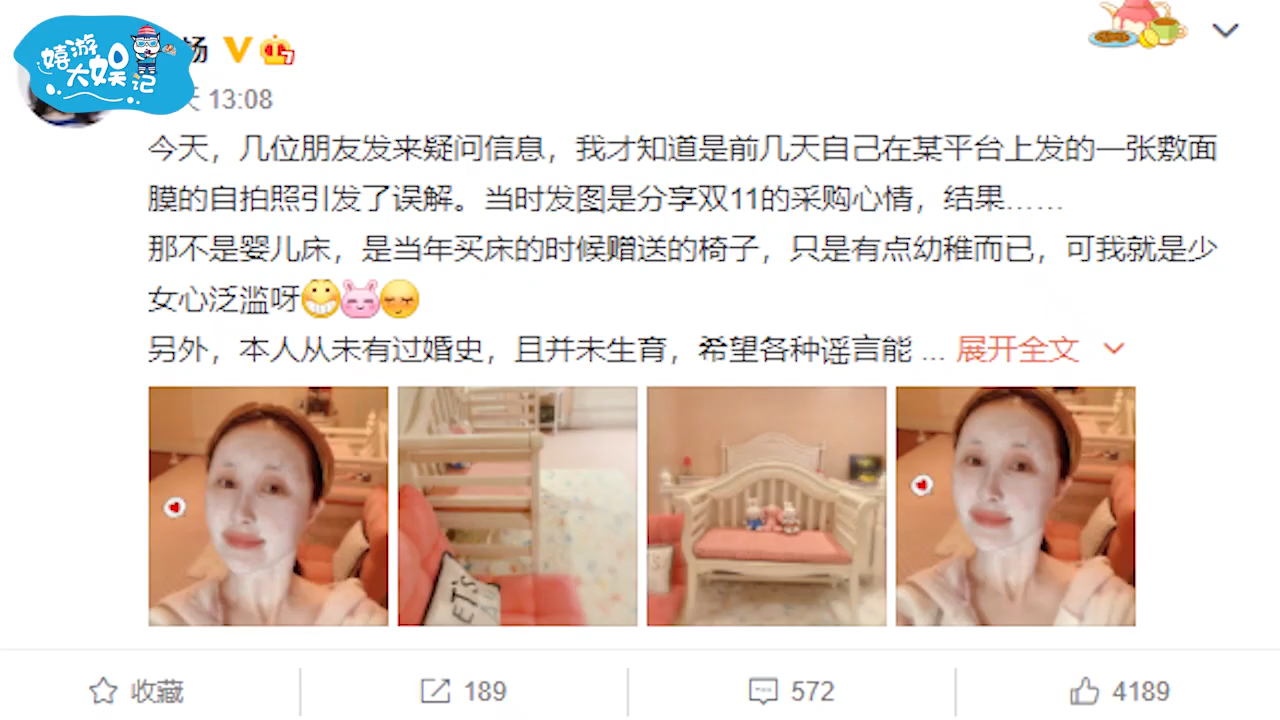 嬉游
大娱记
扬
天 13:08
今天，几位朋友发来疑问信息，我才知道是前几天自己在某平台上发的一张敷面
膜的自拍照引发了误解。当时发图是分享双11的采购心情，结果……
那不是婴儿床，是当年买床的时候赠送的椅子，只是有点幼稚而已，可我就是少
女心泛滥呀
另外，本人从未有过婚史，且并未生育，希望各种谣言能 ... 展开全文
LET'S
收藏
189
572
4189